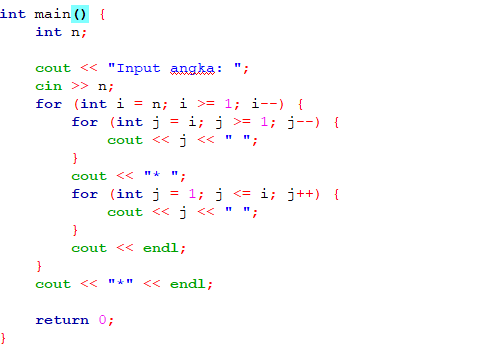 int main() {
    int n;

    cout << "Input angka: ";
    cin >> n;
    for (int i = n; i >= 1; i--) {
        for (int j = i; j >= 1; j--) {
            cout << j << " ";
        }
        cout << "* ";
        for (int j = 1; j <= i; j++) {
            cout << j << " ";
        }
        cout << endl;
    }
    cout << "*" << endl;

    return 0;
}